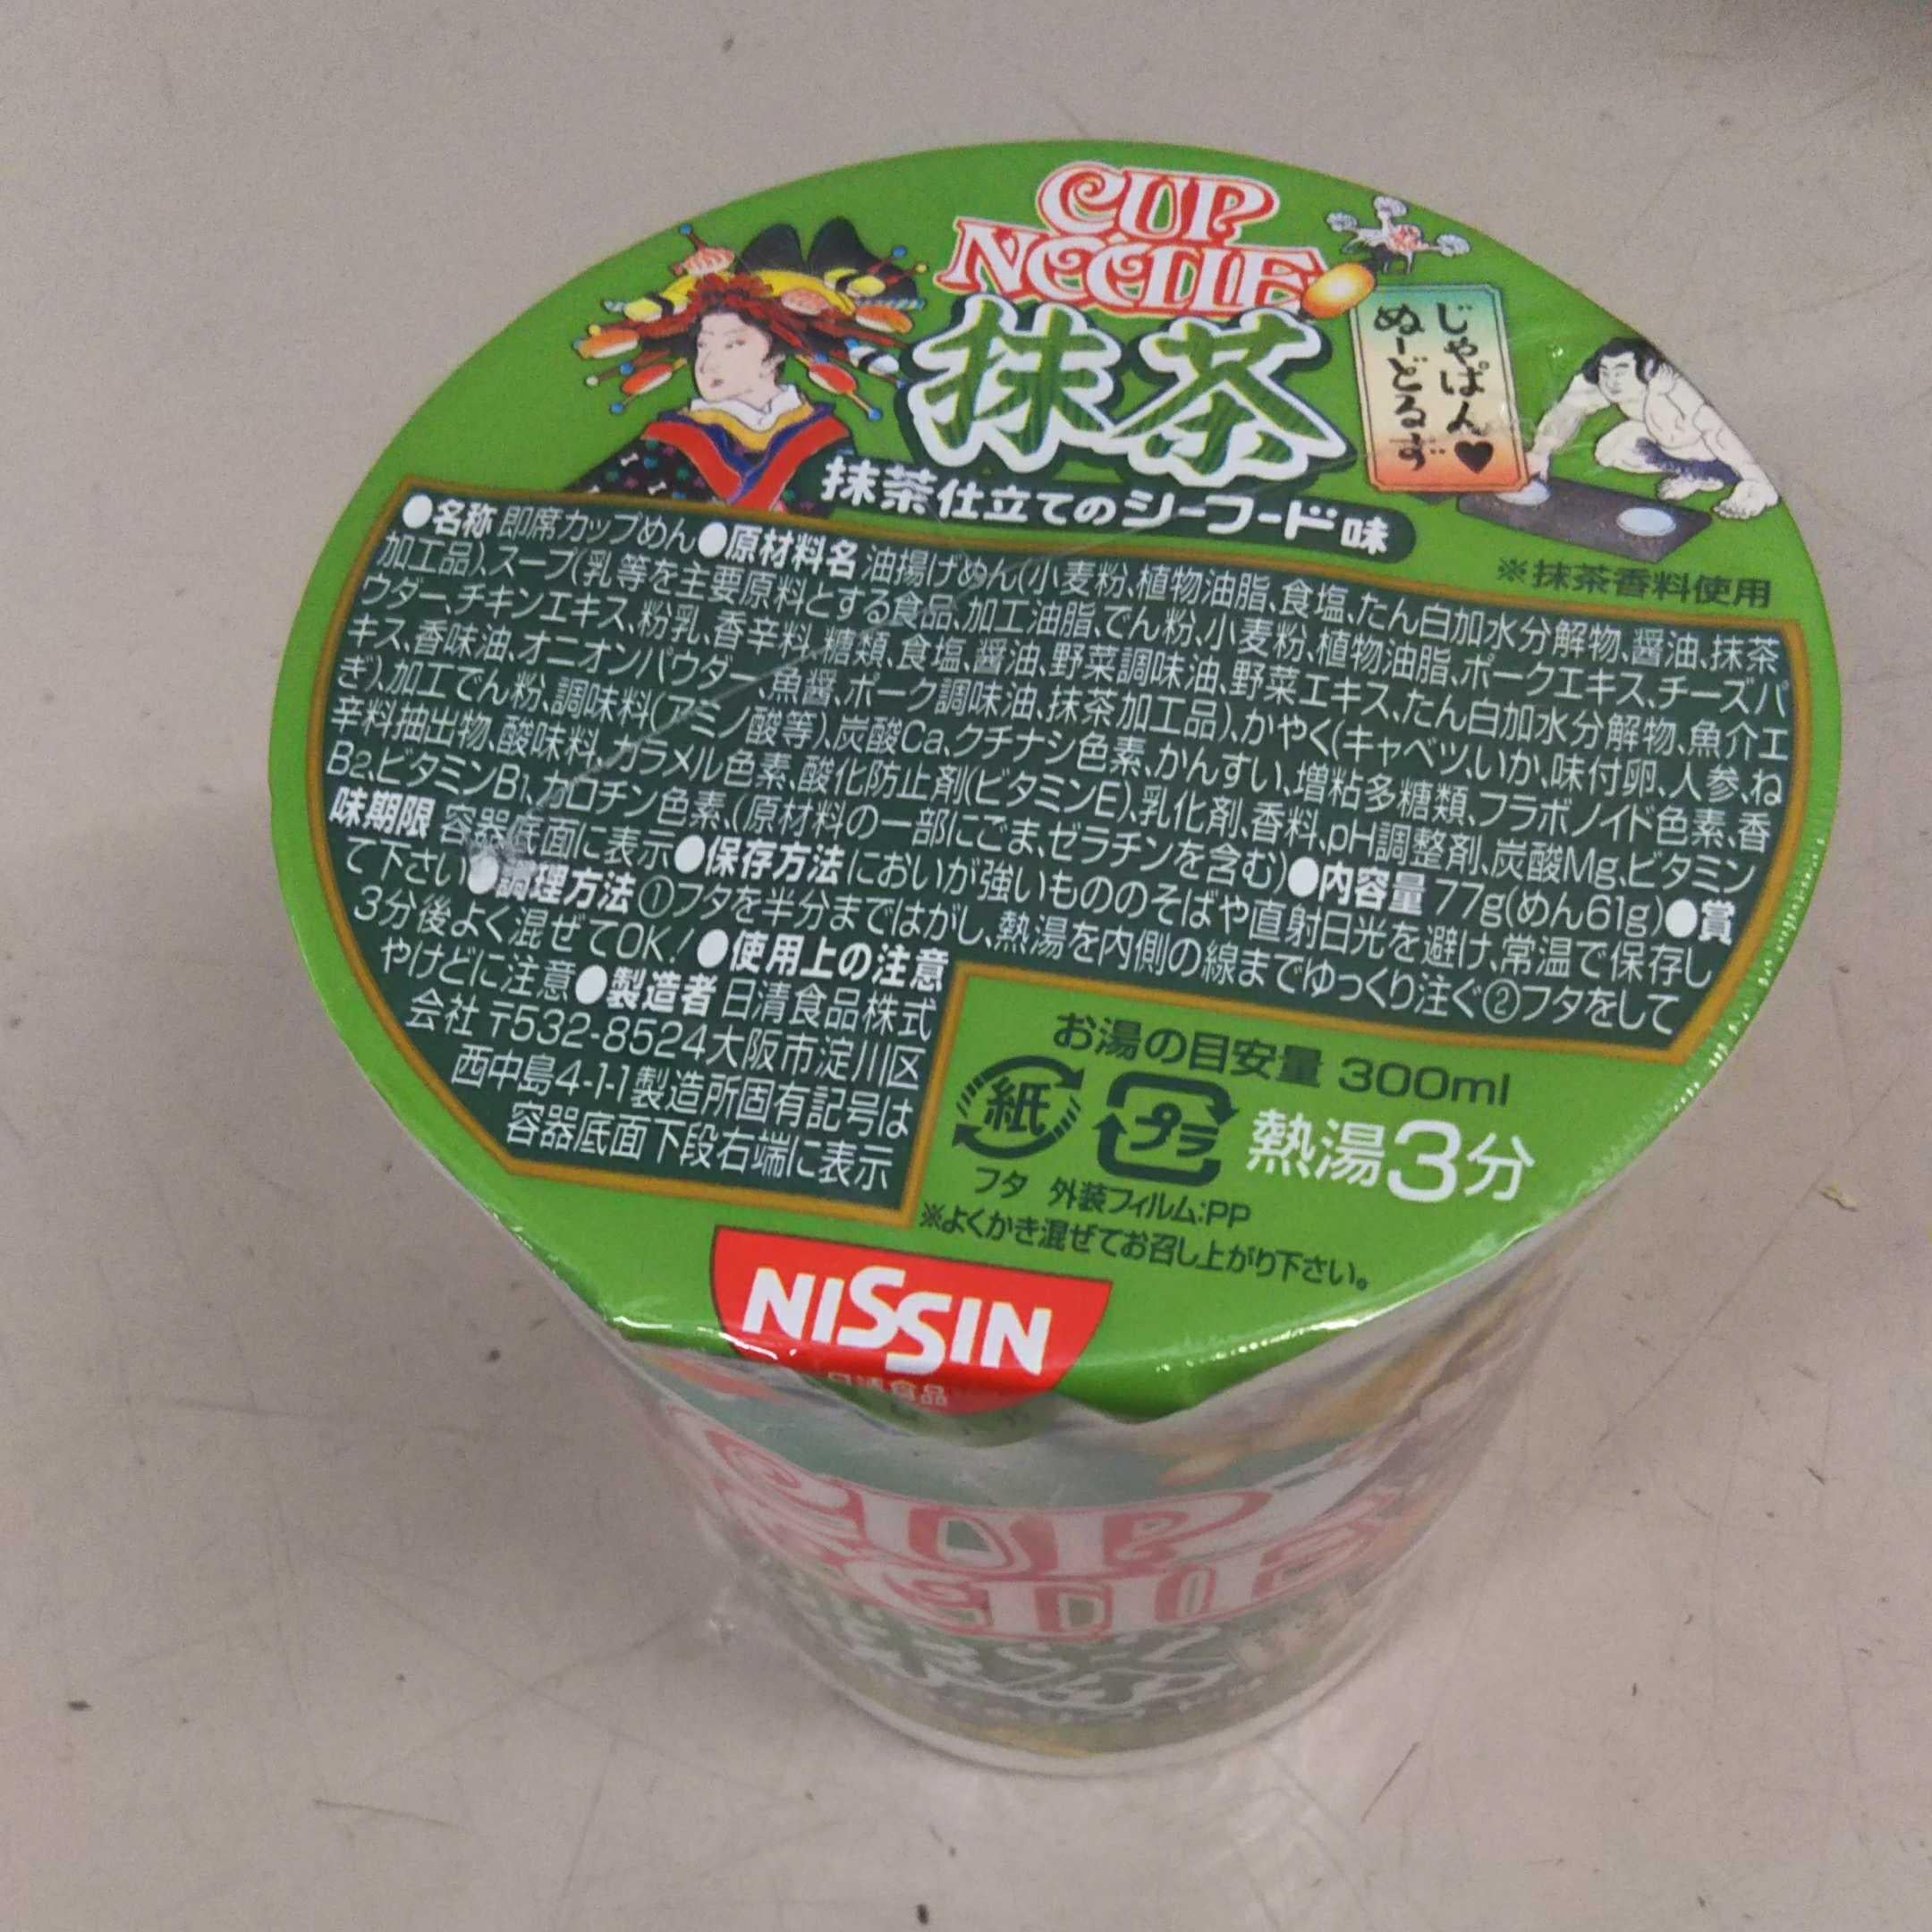 CUP
NOODLE
抹茶
じゃぱん♥
ぬーどるず
抹茶仕立てのシーフード味
※抹茶香料使用
●名称 即席カップめん●原材料名 油揚げめん(小麦粉、植物油脂、食塩、たん白加水分解物、醤油、抹茶
加工品)、スープ(乳等を主要原料とする食品、加工油脂、でん粉、小麦粉、植物油脂、ポークエキス、チーズパ
ウダー、チキンエキス、粉乳、香辛料、糖類、食塩、醤油、野菜調味油、野菜エキス、たん白加水分解物、魚介エ
キス、香味油、オニオンパウダー、魚醤、ポーク調味油、抹茶加工品)、かやく(キャベツ、いか、味付卵、人参、ね
ぎ)、加工でん粉、調味料(アミノ酸等)、炭酸Ca、クチナシ色素、かんすい、増粘多糖類、フラボノイド色素、香
辛料抽出物、酸味料、カラメル色素、酸化防止剤(ビタミンE)、乳化剤、香料、pH調整剤、炭酸Mg、ビタミン
B2、ビタミンB1、カロチン色素、(原材料の一部にごま、ゼラチンを含む)●内容量 77g(めん61g)●賞
味期限 容器底面に表示●保存方法 においが強いもののそばや直射日光を避け、常温で保存し
て下さい●調理方法 ①フタを半分まではがし、熱湯を内側の線までゆっくり注ぐ②フタをして
3分後よく混ぜてOK!●使用上の注意
やけどに注意●製造者 日清食品株式
会社 〒532-8524大阪市淀川区
西中島4-1-1製造所固有記号は
容器底面下段右端に表示
お湯の目安量 300ml
紙
プラ
熱湯3分
フタ 外装フィルム:PP
※よくかき混ぜてお召し上がり下さい。
NISSIN
日清食品
CUP
NOODLE
抹茶